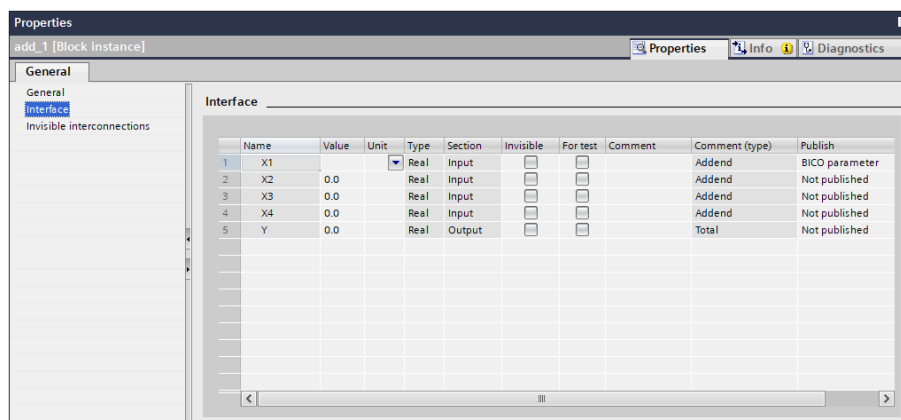 Properties
add_1 [Block instance]
Properties Info Diagnostics
General
General
Interface
Invisible interconnections
Interface
Name Value Unit Type Section Invisible For test Comment Comment (type) Publish
1 X1 Real Input Addend BICO parameter
2 X2 0.0 Real Input Addend Not published
3 X3 0.0 Real Input Addend Not published
4 X4 0.0 Real Input Addend Not published
5 Y 0.0 Real Output Total Not published